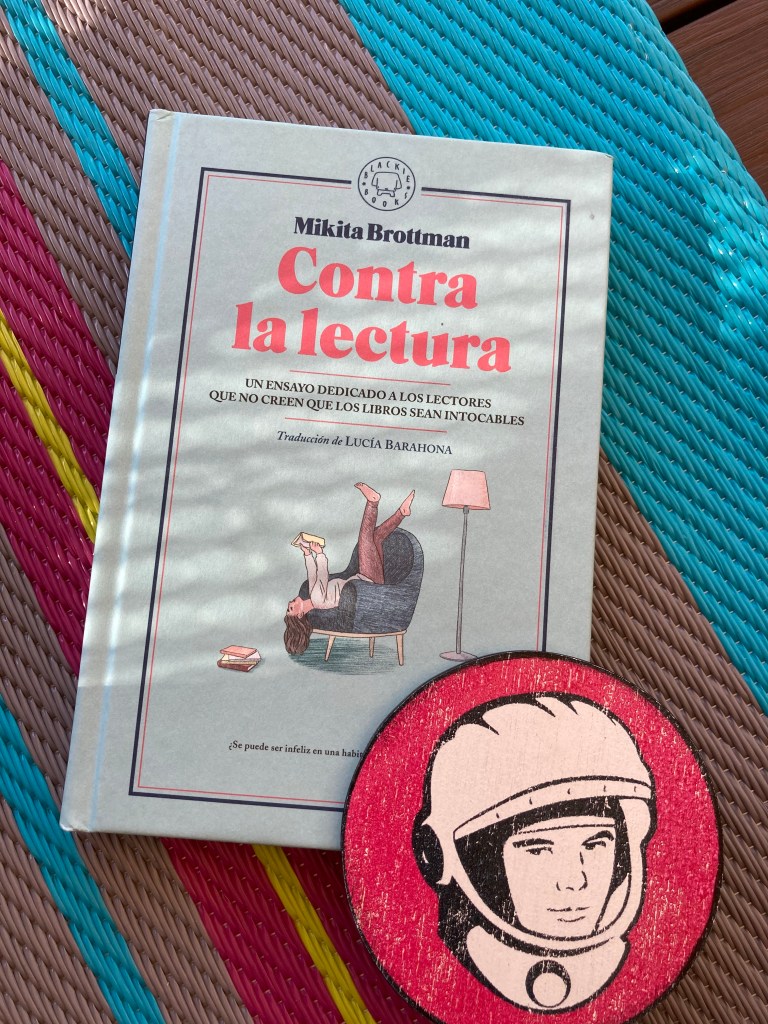 BLACKIE BOOKS
Mikita Brottman
Contra
la lectura
UN ENSAYO DEDICADO A LOS LECTORES
QUE NO CREEN QUE LOS LIBROS SEAN INTOCABLES
Traducción de LUCÍA BARAHONA
¿Se puede ser infeliz en una